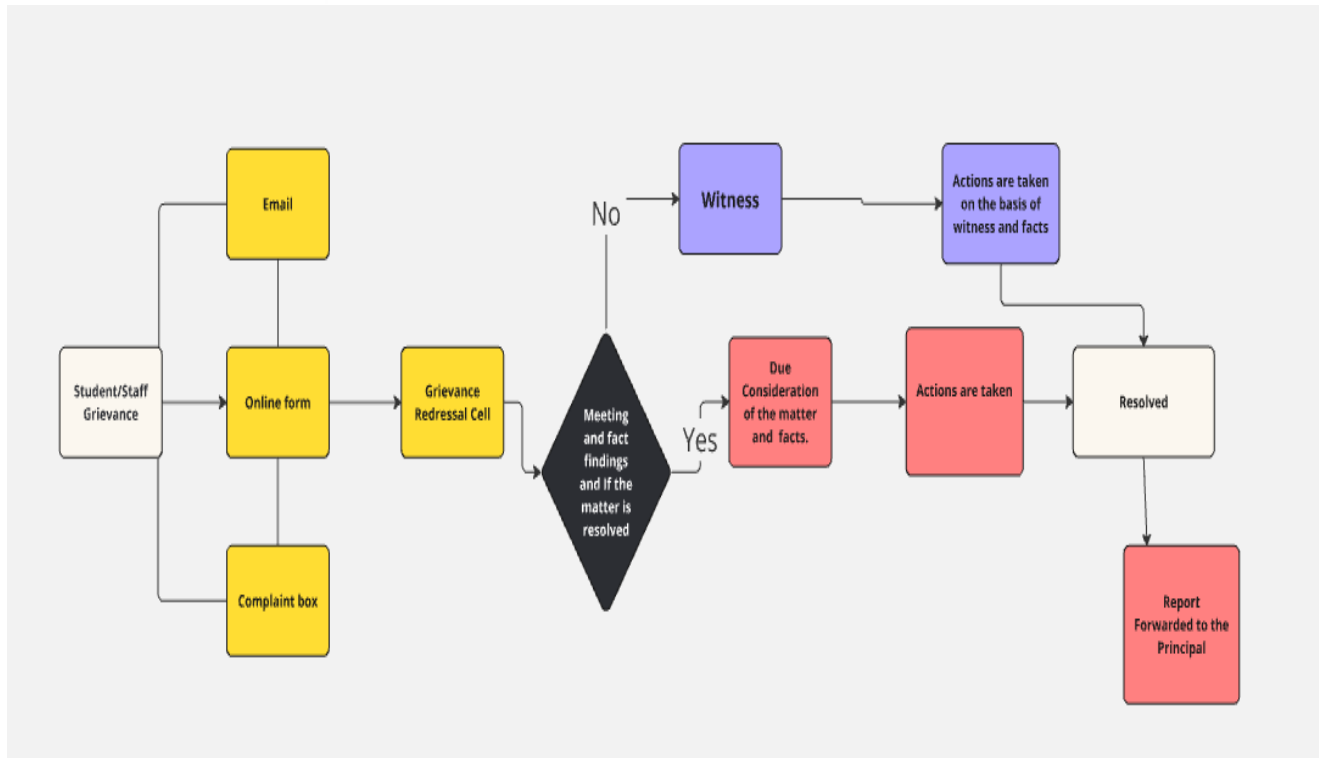 Email
Student/Staff
Grievance
Online form
Complaint box
Grievance
Redressal Cell
Meeting
and fact
findings
and If the
matter is
resolved
No
Witness
Actions are taken
on the basis of
witness and facts
Yes
Due
Consideration
of the matter
and facts.
Actions are taken
Resolved
Report
Forwarded to the
Principal